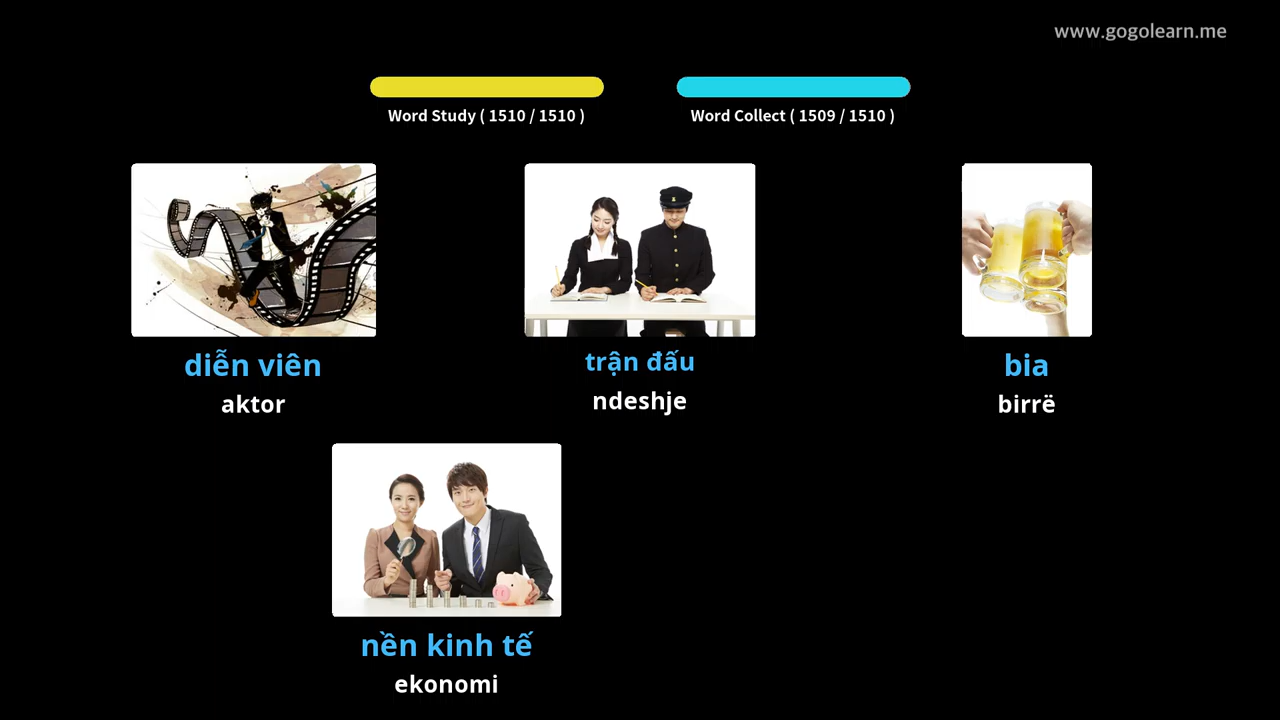 www.gogolearn.me
Word Study ( 1510 / 1510 )
Word Collect ( 1509 / 1510 )
diễn viên
aktor
trận đấu
ndeshje
bia
birrë
nền kinh tế
ekonomi